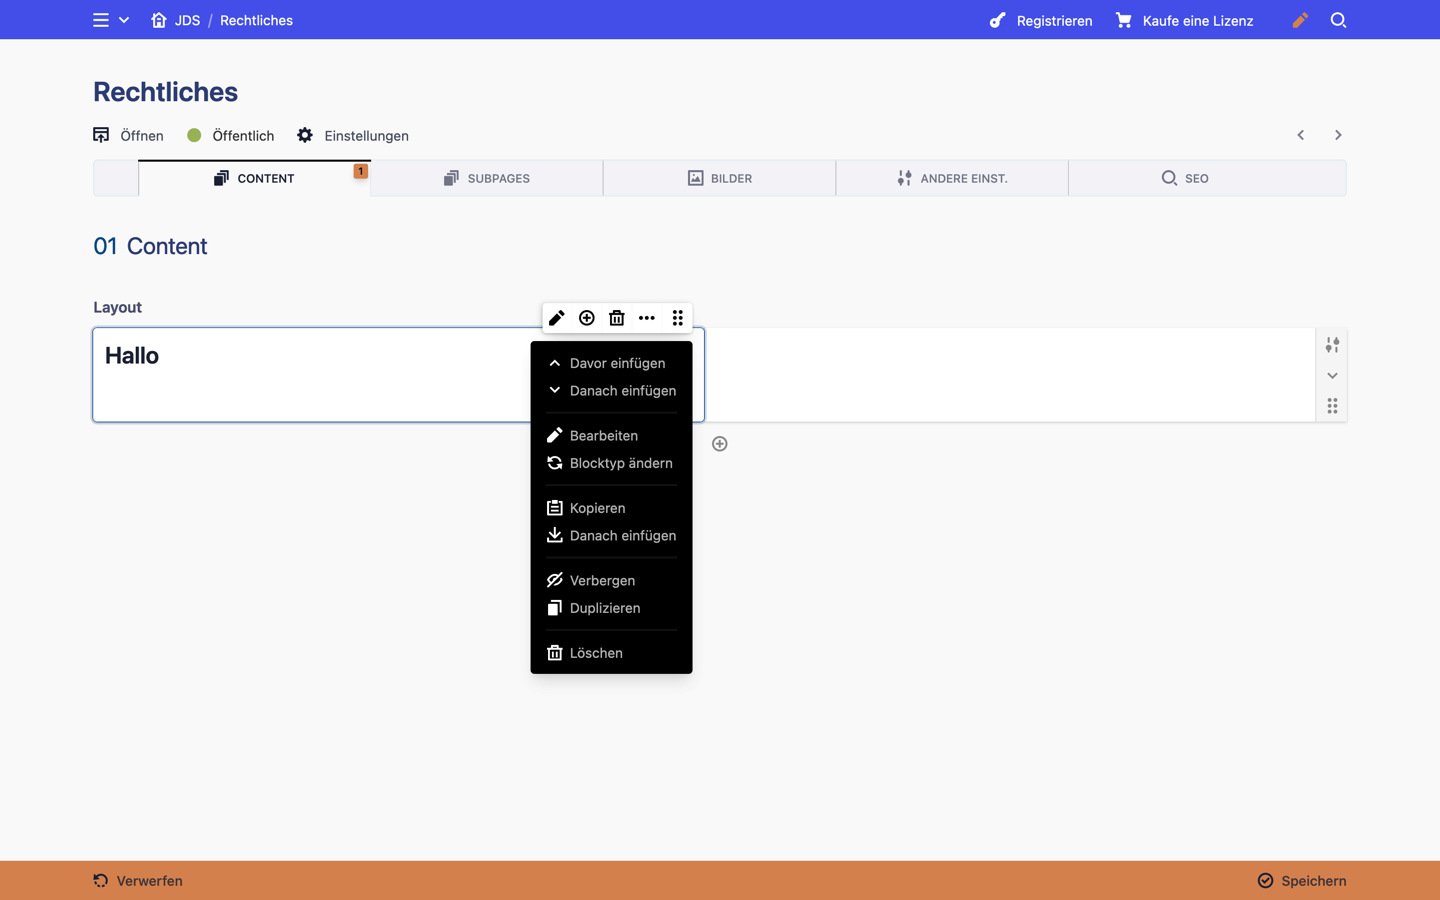 JDS / Rechtliches
Registrieren
Kaufe eine Lizenz
Rechtliches
Öffnen
Öffentlich
Einstellungen
CONTENT
1
SUBPAGES
BILDER
ANDERE EINST.
SEO
01 Content
Layout
Hallo
Davor einfügen
Danach einfügen
Bearbeiten
Blocktyp ändern
Kopieren
Danach einfügen
Verbergen
Duplizieren
Löschen
Verwerfen
Speichern